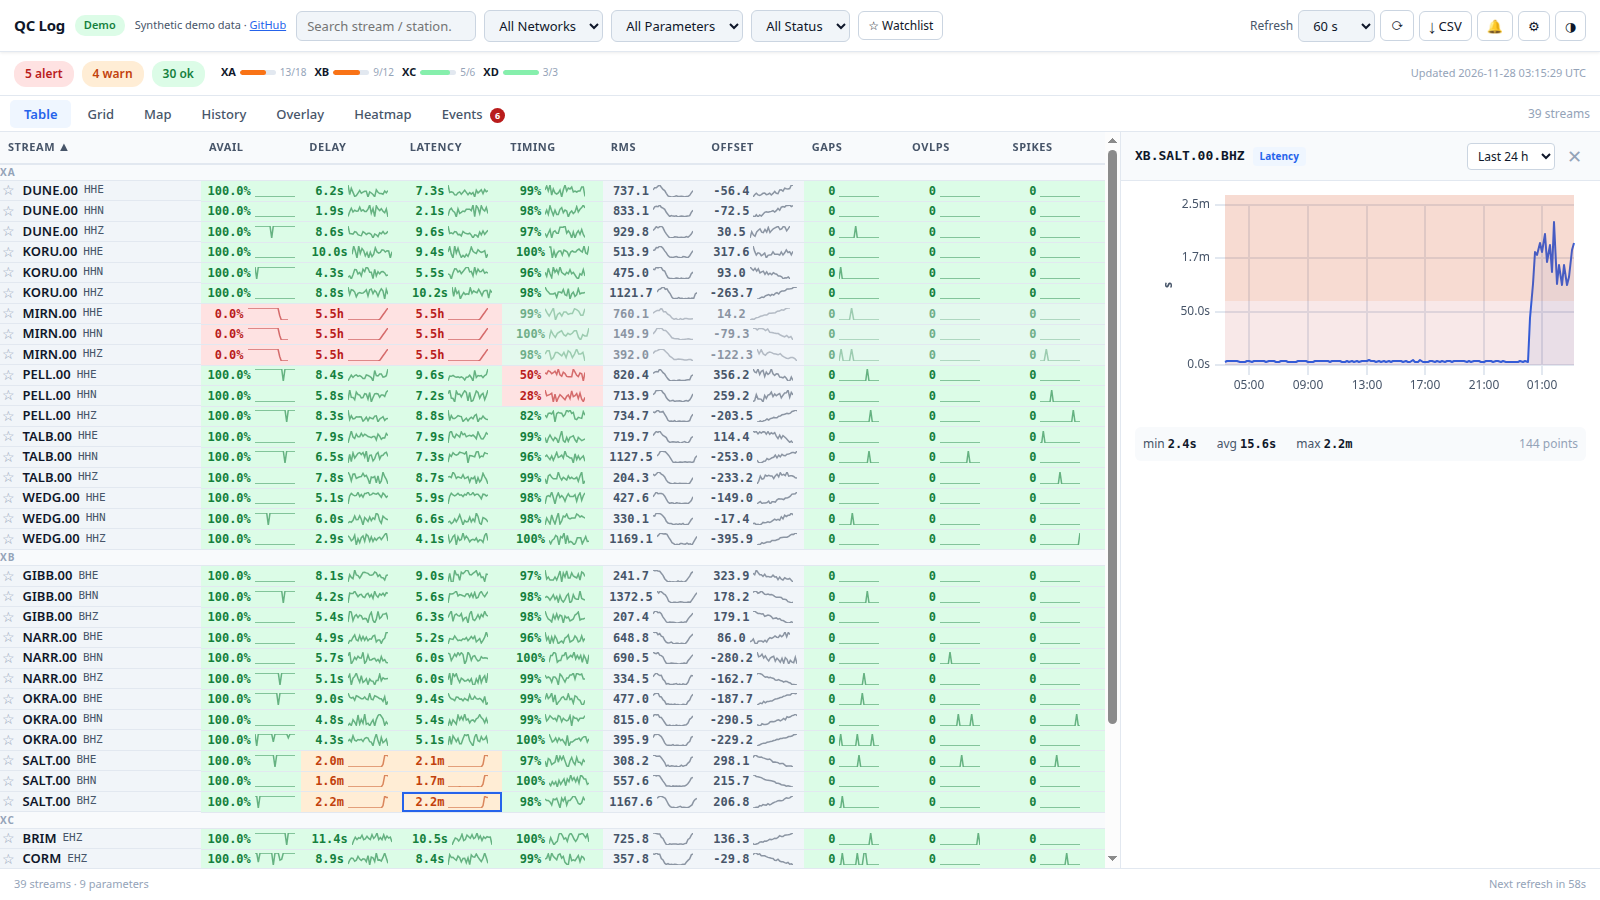 QC Log Demo Synthetic demo data · GitHub Search stream / station. All Networks All Parameters All Status ☆ Watchlist Refresh 60 s ⟳ ↓ CSV
5 alert 4 warn 30 ok XA 13/18 XB 9/12 XC 5/6 XD 3/3 Updated 2026-11-28 03:15:29 UTC
Table Grid Map History Overlay Heatmap Events 6 39 streams
STREAM ▲ AVAIL DELAY LATENCY TIMING RMS OFFSET GAPS OVLPS SPIKES
XA
☆ DUNE.00 HHE 100.0% 6.2s 7.3s 99% 737.1 -56.4 0 0 0
☆ DUNE.00 HHN 100.0% 1.9s 2.1s 98% 833.1 -72.5 0 0 0
☆ DUNE.00 HHZ 100.0% 8.6s 9.6s 97% 929.8 30.5 0 0 0
☆ KORU.00 HHE 100.0% 10.0s 9.4s 100% 513.9 317.6 0 0 0
☆ KORU.00 HHN 100.0% 4.3s 5.5s 96% 475.0 93.0 0 0 0
☆ KORU.00 HHZ 100.0% 8.8s 10.2s 98% 1121.7 -263.7 0 0 0
☆ MIRN.00 HHE 0.0% 5.5h 5.5h 99% 760.1 14.2 0 0 0
☆ MIRN.00 HHN 0.0% 5.5h 5.5h 100% 149.9 -79.3 0 0 0
☆ MIRN.00 HHZ 0.0% 5.5h 5.5h 98% 392.0 -122.3 0 0 0
☆ PELL.00 HHE 100.0% 8.4s 9.6s 50% 820.4 356.2 0 0 0
☆ PELL.00 HHN 100.0% 5.8s 7.2s 28% 713.9 259.2 0 0 0
☆ PELL.00 HHZ 100.0% 8.3s 8.8s 82% 734.7 -203.5 0 0 0
☆ TALB.00 HHE 100.0% 7.9s 7.9s 99% 719.7 114.4 0 0 0
☆ TALB.00 HHN 100.0% 6.5s 7.3s 96% 1127.5 -253.0 0 0 0
☆ TALB.00 HHZ 100.0% 7.8s 8.7s 99% 204.3 -233.2 0 0 0
☆ WEDG.00 HHE 100.0% 5.1s 5.9s 98% 427.6 -149.0 0 0 0
☆ WEDG.00 HHN 100.0% 6.0s 6.6s 98% 330.1 -17.4 0 0 0
☆ WEDG.00 HHZ 100.0% 2.9s 4.1s 100% 1169.1 -395.9 0 0 0
XB
☆ GIBB.00 BHE 100.0% 8.1s 9.0s 97% 241.7 323.9 0 0 0
☆ GIBB.00 BHN 100.0% 4.2s 5.6s 98% 1372.5 178.2 0 0 0
☆ GIBB.00 BHZ 100.0% 5.4s 6.3s 98% 207.4 179.1 0 0 0
☆ NARR.00 BHE 100.0% 4.9s 5.2s 96% 648.8 86.0 0 0 0
☆ NARR.00 BHN 100.0% 5.7s 6.0s 100% 690.5 -280.2 0 0 0
☆ NARR.00 BHZ 100.0% 5.1s 6.0s 99% 334.5 -162.7 0 0 0
☆ OKRA.00 BHE 100.0% 9.0s 9.4s 99% 477.0 -187.7 0 0 0
☆ OKRA.00 BHN 100.0% 4.8s 5.4s 99% 815.0 -290.5 0 0 0
☆ OKRA.00 BHZ 100.0% 4.3s 5.1s 100% 395.9 -229.2 0 0 0
☆ SALT.00 BHE 100.0% 2.0m 2.1m 97% 308.2 298.1 0 0 0
☆ SALT.00 BHN 100.0% 1.6m 1.7m 100% 557.6 215.7 0 0 0
☆ SALT.00 BHZ 100.0% 2.2m 2.2m 98% 1167.6 206.8 0 0 0
XC
☆ BRIM EHZ 100.0% 11.4s 10.5s 100% 725.8 136.3 0 0 0
☆ CORM EHZ 100.0% 8.9s 8.4s 99% 357.8 -29.8 0 0 0
XB.SALT.00.BHZ Latency Last 24 h ✕
2.5m
1.7m
s
50.0s
0.0s
05:00 09:00 13:00 17:00 21:00 01:00
min 2.4s avg 15.6s max 2.2m 144 points
39 streams · 9 parameters Next refresh in 58s